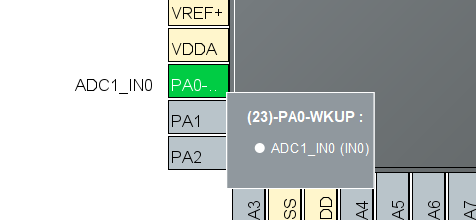 VREF+
VDDA
ADC1_IN0 PA0-..
PA1
(23)-PA0-WKUP :
ADC1_IN0 (IN0)
PA2
A3
SS
DD
A4
A5
A6
A7